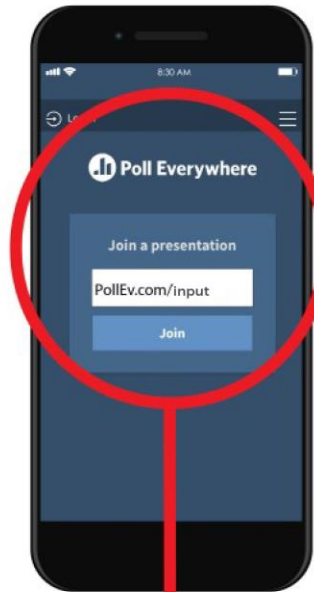 8:30 AM
Poll Everywhere
Join a presentation
PollEv.com/input
Join